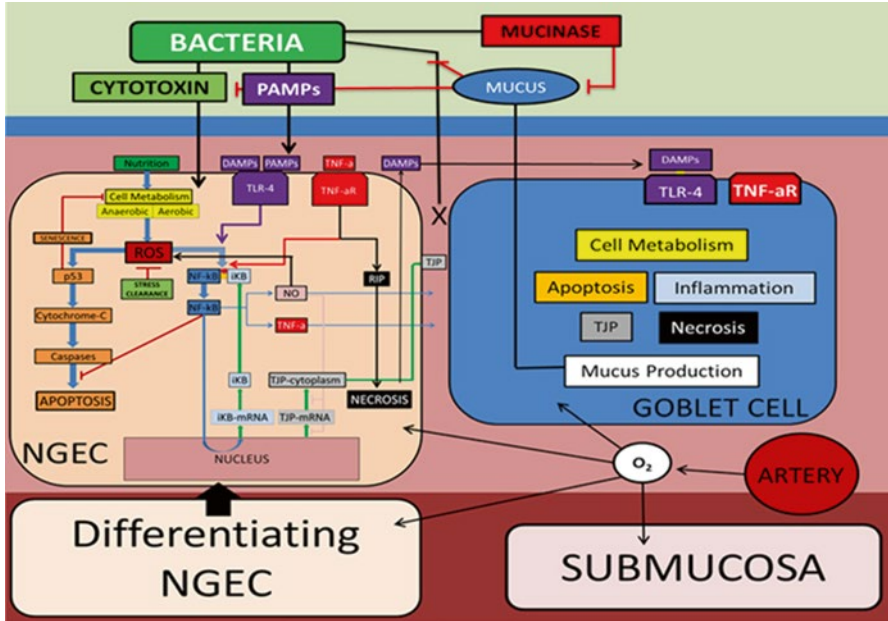 BACTERIA
MUCINASE
CYTOTOXIN
PAMPs
MUCUS
Nutrition
DAMPs
PAMPs
TNF-a
DAMPs
DAMPs
Cell Metabolism
Anaerobic
Aerobic
TLR-4
TNF-aR
TLR-4
TNF-aR
X
SENESCENCE
ROS
TJP
Cell Metabolism
p53
STRESS
CLEARANCE
NF-kB
iKB
RIP
NO
Apoptosis
Inflammation
Cytochrome-C
NF-kB
TNF-a
TJP
Necrosis
Caspases
iKB
TJP-cytoplasm
Mucus Production
APOPTOSIS
NECROSIS
iKB-mRNA
TJP-mRNA
GOBLET CELL
NGEC
NUCLEUS
O₂
ARTERY
Differentiating
NGEC
SUBMUCOSA